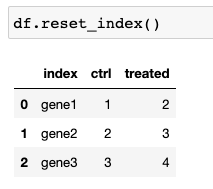 df.reset_index()
index ctrl treated
0 gene1 1 2
1 gene2 2 3
2 gene3 3 4